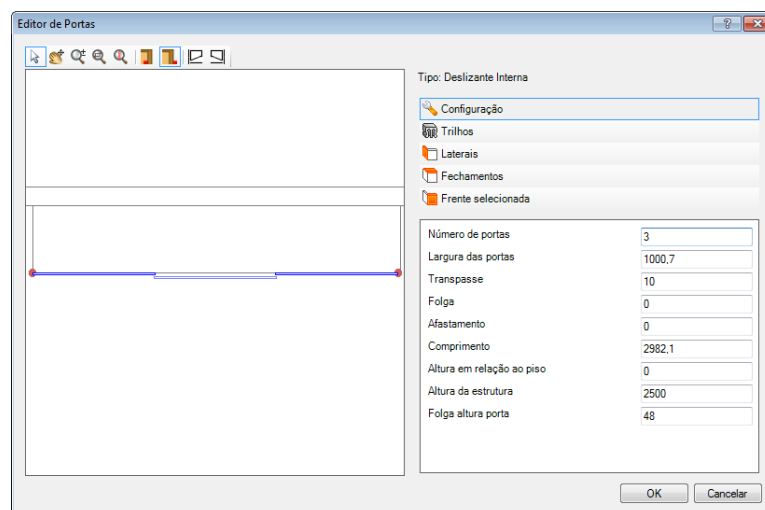 Editor de Portas
Tipo: Deslizante Interna
Configuração
Trilhos
Laterais
Fechamentos
Frente selecionada
Número de portas 3
Largura das portas 1000,7
Transpasse 10
Folga 0
Afastamento 0
Comprimento 2982,1
Altura em relação ao piso 0
Altura da estrutura 2500
Folga altura porta 48
OK Cancelar